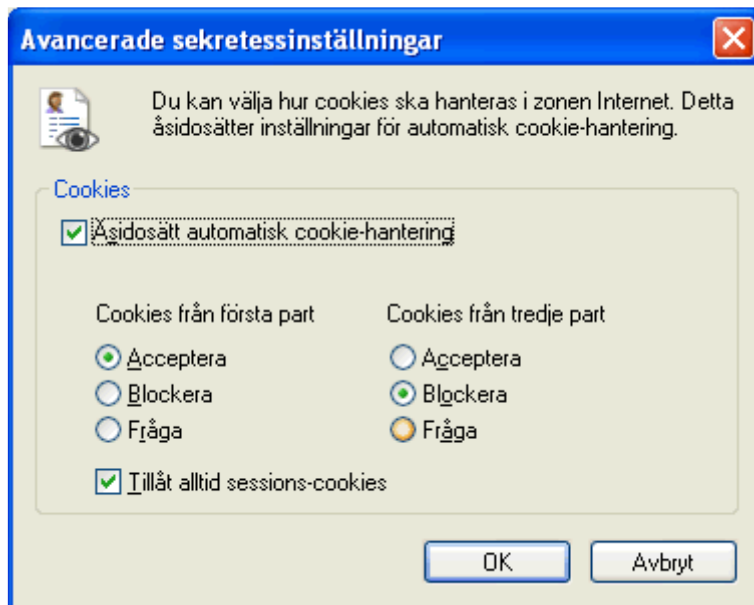 Avancerade sekretessinställningar
Du kan välja hur cookies ska hanteras i zonen Internet. Detta
åsidosätter inställningar för automatisk cookie-hantering.
Cookies
Åsidosätt automatisk cookie-hantering
Cookies från första part
Cookies från tredje part
Acceptera
Acceptera
Blockera
Blockera
Fråga
Fråga
Tillåt alltid sessions-cookies
OK
Avbryt